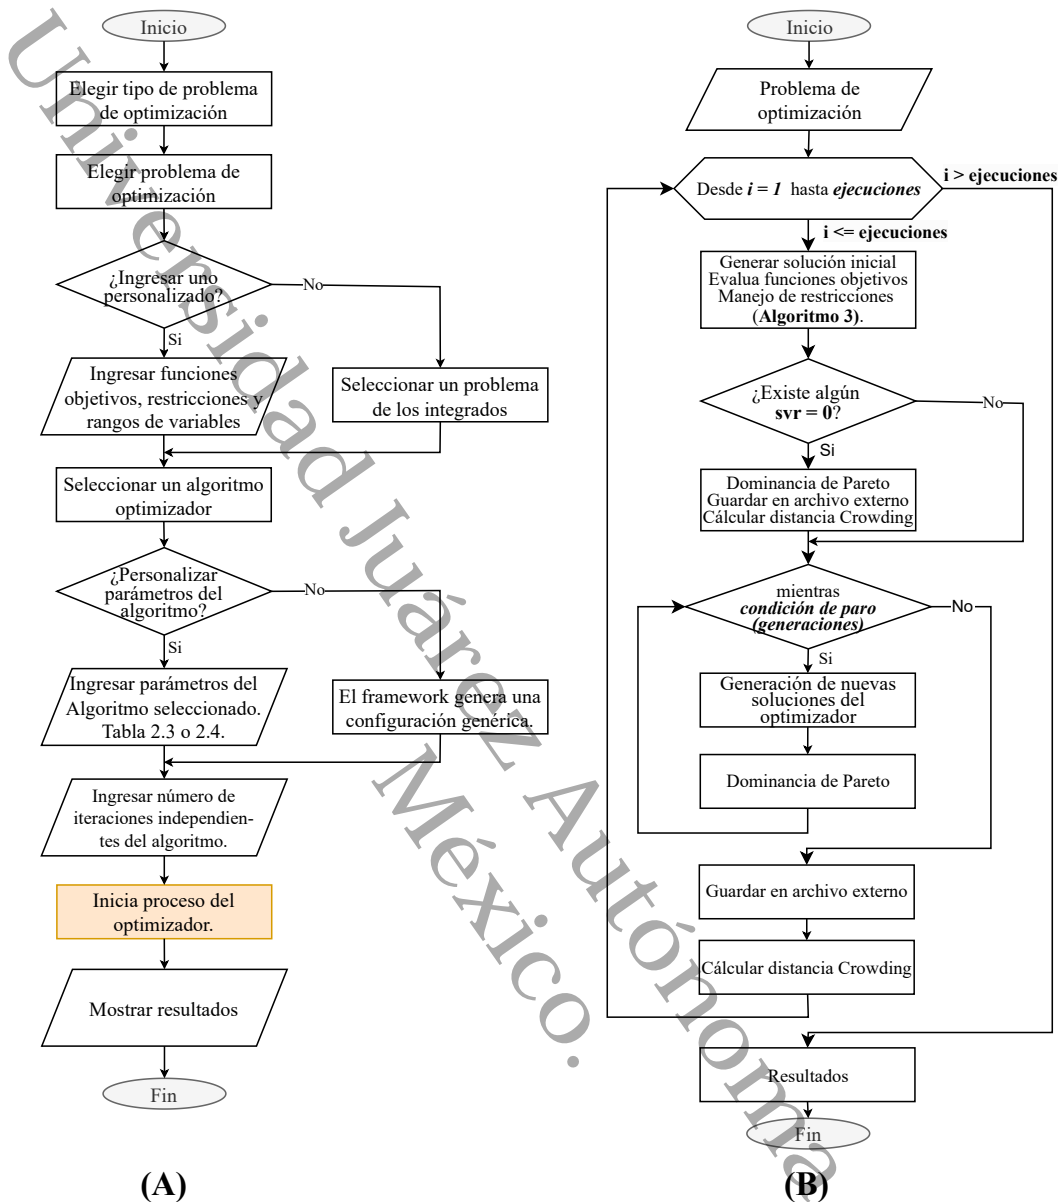 Inicio
Elegir tipo de problema
de optimización
Elegir problema de
optimización
¿Ingresar uno
personalizado?
No
Si
Ingresar funciones
objetivos, restricciones y
rangos de variables
Seleccionar un problema
de los integrados
Seleccionar un algoritmo
optimizador
¿Personalizar
parámetros del
algoritmo?
No
Si
Ingresar parámetros del
Algoritmo seleccionado.
Tabla 2.3 o 2.4.
El framework genera una
configuración genérica.
Ingresar número de
iteraciones independien-
tes del algoritmo.
Inicia proceso del
optimizador.
Mostrar resultados
Fin
(A)
Inicio
Problema de
optimización
Desde i = 1 hasta ejecuciones
i > ejecuciones
i <= ejecuciones
Generar solución inicial
Evalua funciones objetivos
Manejo de restricciones
(Algoritmo 3).
¿Existe algún
svr = 0?
No
Si
Dominancia de Pareto
Guardar en archivo externo
Cálcular distancia Crowding
mientras
condición de paro
(generaciones)
No
Si
Generación de nuevas
soluciones del
optimizador
Dominancia de Pareto
Guardar en archivo externo
Cálcular distancia Crowding
Resultados
Fin
(B)
Universidad Juárez Autónoma
México.